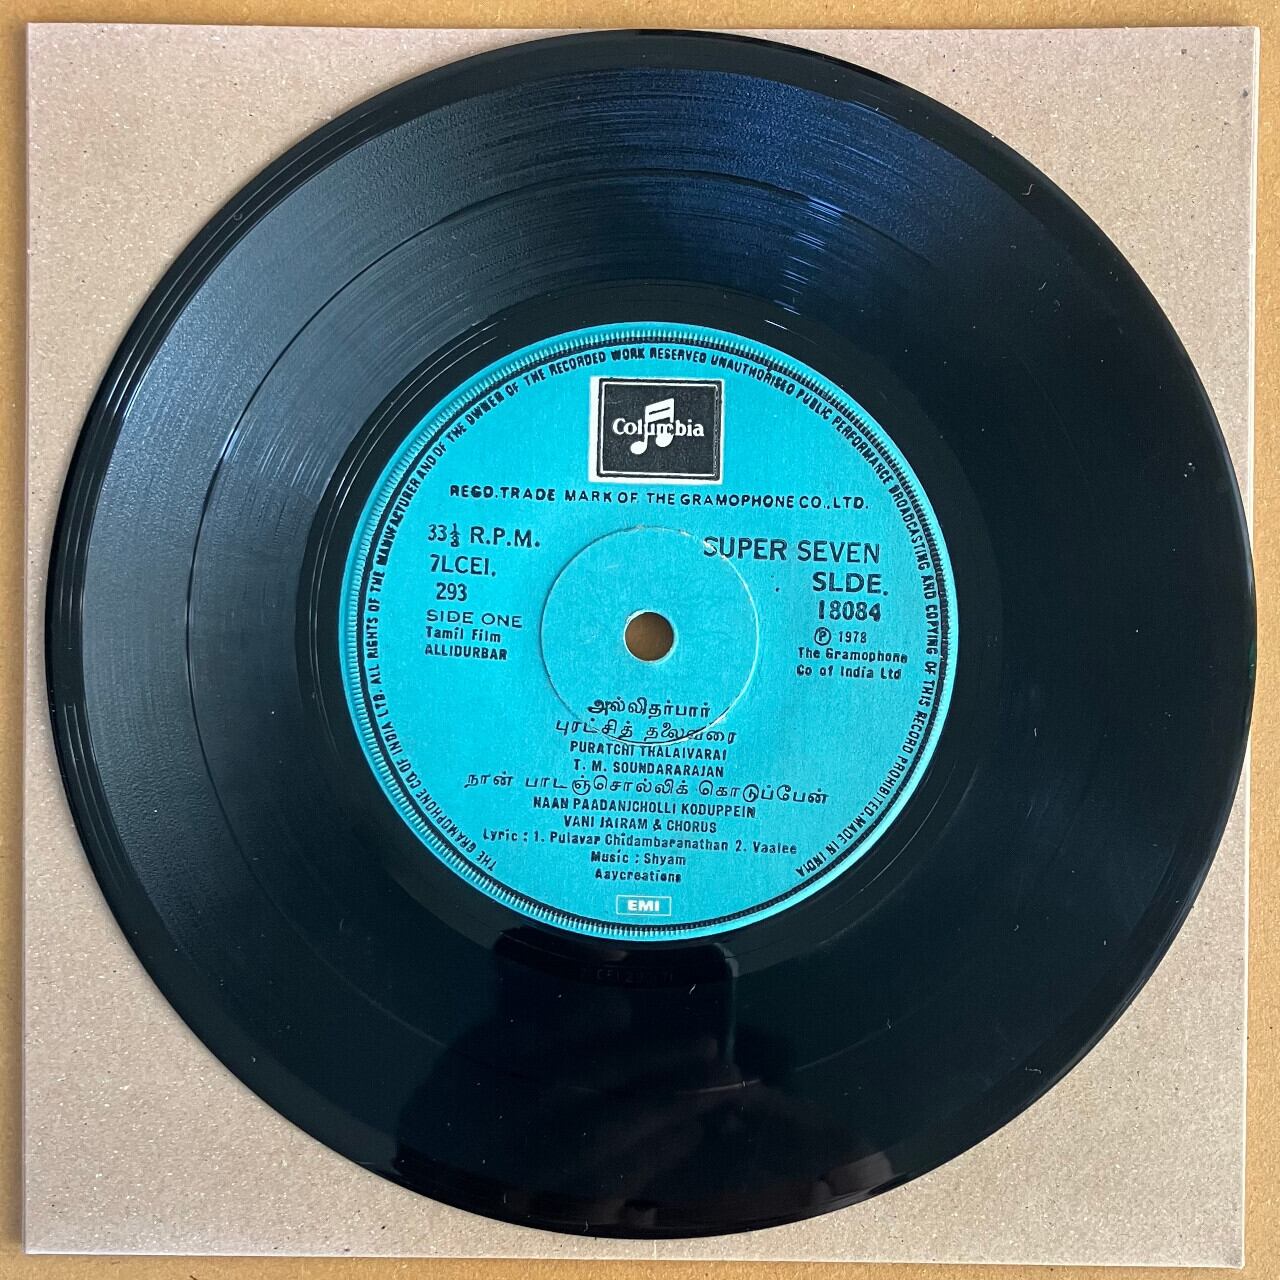 THE GRAMOPHONE CO. OF INDIA LTD. ALL RIGHTS OF THE MANUFACTURER AND OF THE OWNER OF THE RECORDED WORK RESERVED UNAUTHORISED PUBLIC PERFORMANCE BROADCASTING AND COPYING OF THIS RECORD PROHIBITED. MADE IN INDIA
Columbia
REGD. TRADE MARK OF THE GRAMOPHONE CO., LTD.
33⅓ R.P.M.
7LCEI.
293
SIDE ONE
Tamil Film
ALLIDURBAR
SUPER SEVEN
SLDE.
18084
℗ 1978
The Gramophone
Co of India Ltd
அல்லிதர்பார்
புரட்சித் தலைவரை
PURATCHI THALAIVARAI
T. M. SOUNDARARAJAN
நான் பாடஞ்சொல்லிக் கொடுப்பேன்
NAAN PAADANJCHOLLI KODUPPEIN
VANI JAIRAM & CHORUS
Lyric : 1. Pulavar Chidambaranathan 2. Vaalee
Music : Shyam
Aaycreations
EMI